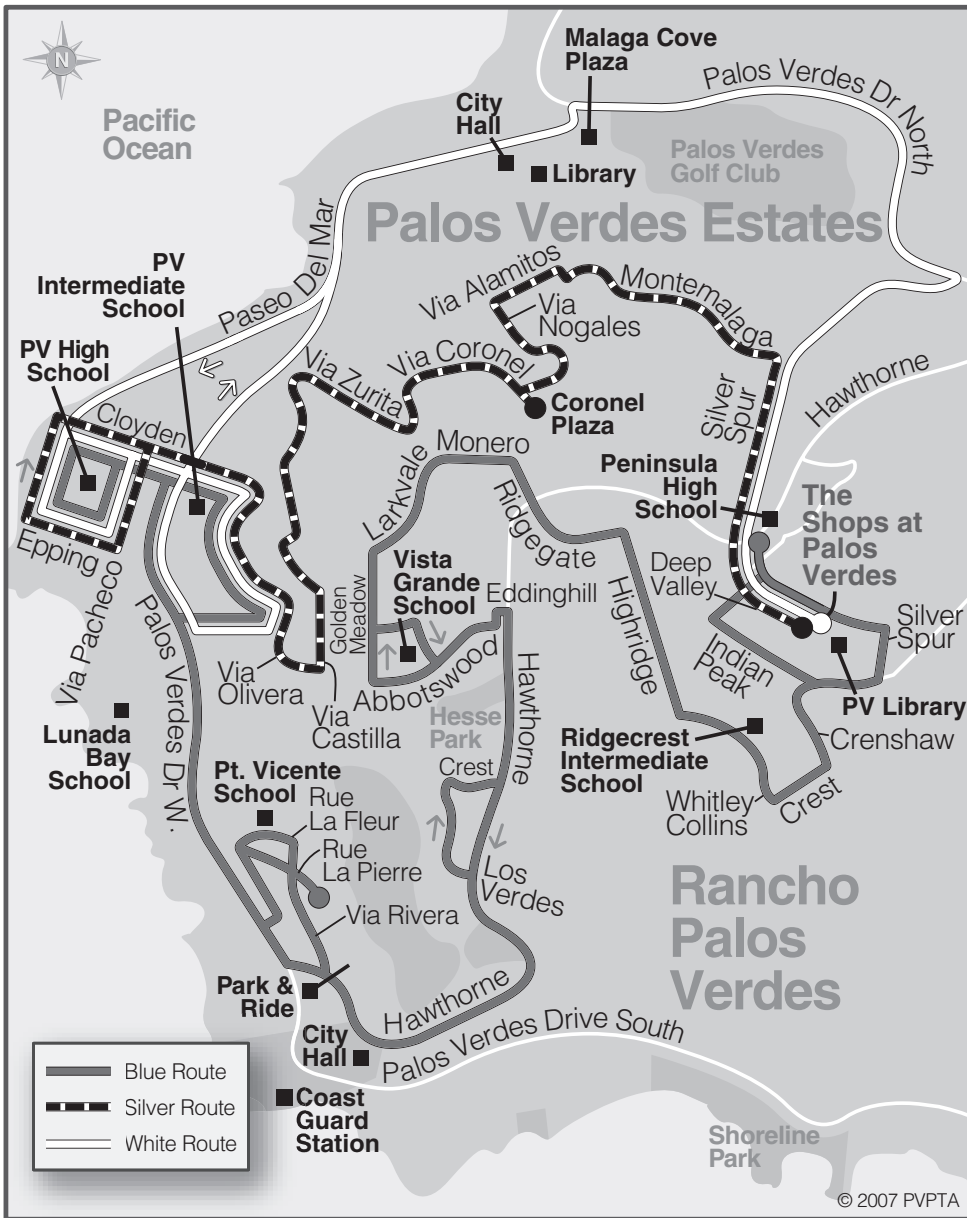 N
Pacific
Ocean
Malaga Cove
Plaza
City
Hall
Library
Palos Verdes Dr North
Palos Verdes
Golf Club
Palos Verdes Estates
Paseo Del Mar
PV
Intermediate
School
PV High
School
Cloyden
Via Zurita
Via Coronel
Via Alamitos
Via
Nogales
Montemalaga
Coronel
Plaza
Silver
Spur
Hawthorne
Monero
Larkvale
Ridgegate
Peninsula
High
School
The
Shops at
Palos
Verdes
Deep
Valley
Epping
Via Pacheco
Palos Verdes Dr W.
Golden
Meadow
Vista
Grande
School
Eddinghill
Highridge
Indian
Peak
Silver
Spur
Via
Olivera
Via
Castilla
Abbotswood
Hawthorne
PV Library
Hesse
Park
Lunada
Bay
School
Crest
Ridgecrest
Intermediate
School
Crenshaw
Whitley
Collins
Crest
Pt. Vicente
School
Rue
La Fleur
Rue
La Pierre
Los
Verdes
Via Rivera
Rancho
Palos
Verdes
Park &
Ride
Hawthorne
City
Hall
Palos Verdes Drive South
Coast
Guard
Station
Shoreline
Park
Blue Route
Silver Route
White Route
© 2007 PVPTA